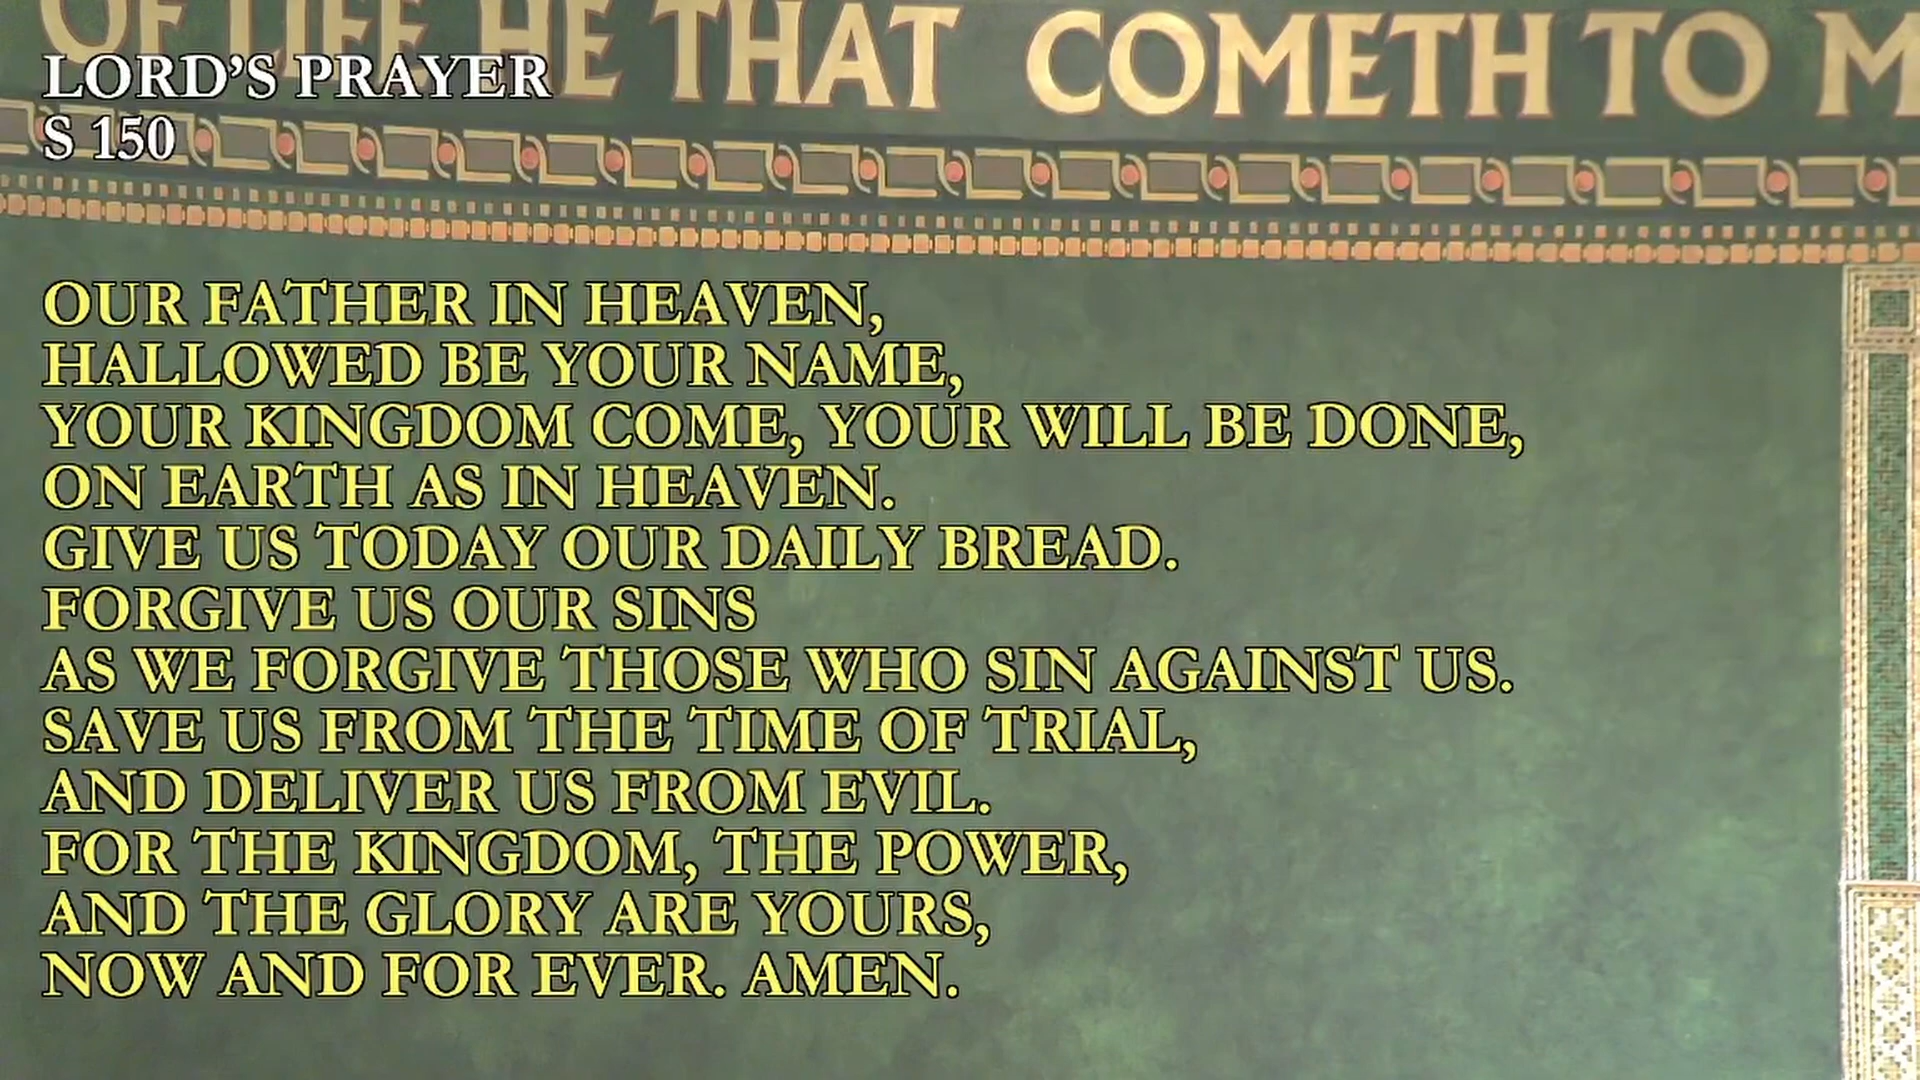 OF LIFE HE THAT COMETH TO M
LORD'S PRAYER
S 150
OUR FATHER IN HEAVEN,
HALLOWED BE YOUR NAME,
YOUR KINGDOM COME, YOUR WILL BE DONE,
ON EARTH AS IN HEAVEN.
GIVE US TODAY OUR DAILY BREAD.
FORGIVE US OUR SINS
AS WE FORGIVE THOSE WHO SIN AGAINST US.
SAVE US FROM THE TIME OF TRIAL,
AND DELIVER US FROM EVIL.
FOR THE KINGDOM, THE POWER,
AND THE GLORY ARE YOURS,
NOW AND FOR EVER. AMEN.